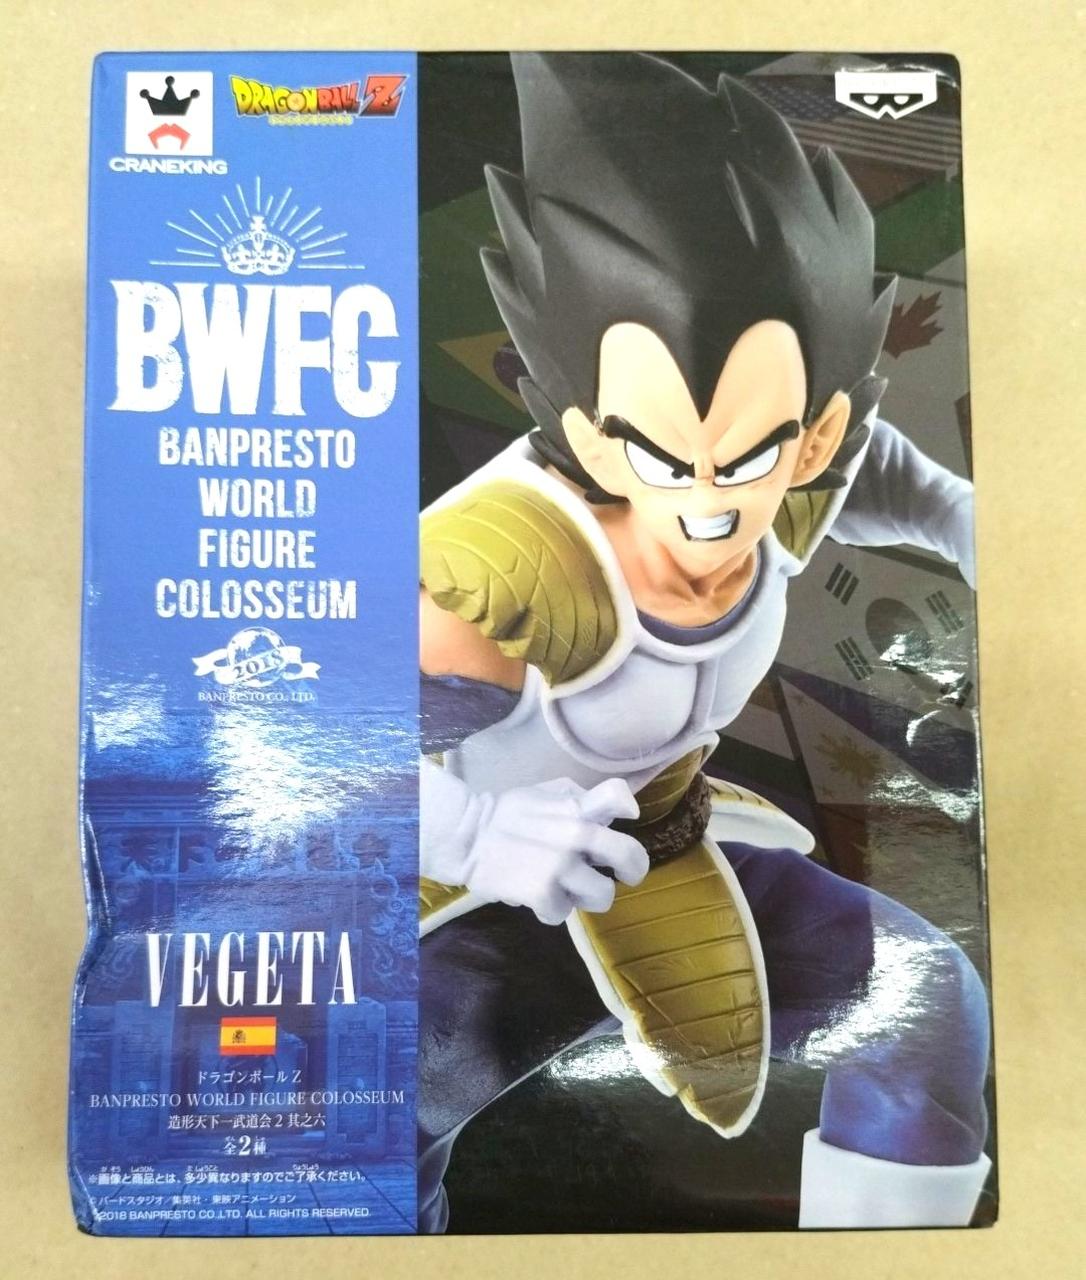 CRANEKING
DRAGONBALL Z
BWFC
BANPRESTO
WORLD
FIGURE
COLOSSEUM
2018
BANPRESTO CO., LTD.
VEGETA
ドラゴンボールZ
BANPRESTO WORLD FIGURE COLOSSEUM
造形天下一武道会2 其之六
全2種
※画像と商品とは、多少異なりますのでご了承ください。
©バードスタジオ/集英社・東映アニメーション
©2018 BANPRESTO CO.,LTD. ALL RIGHTS RESERVED.